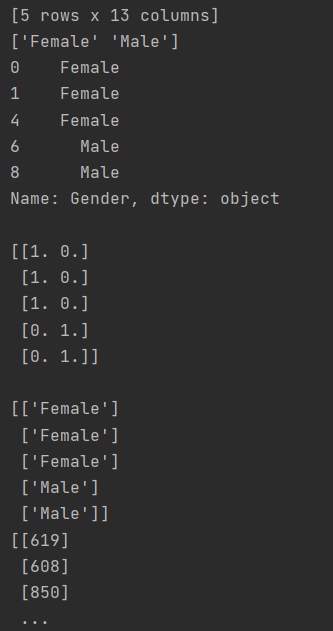 [5 rows x 13 columns]
['Female' 'Male']
0    Female
1    Female
4    Female
6      Male
8      Male
Name: Gender, dtype: object

[[1. 0.]
 [1. 0.]
 [1. 0.]
 [0. 1.]
 [0. 1.]]

[['Female']
 ['Female']
 ['Female']
 ['Male']
 ['Male']]
[[619]
 [608]
 [850]
 ...